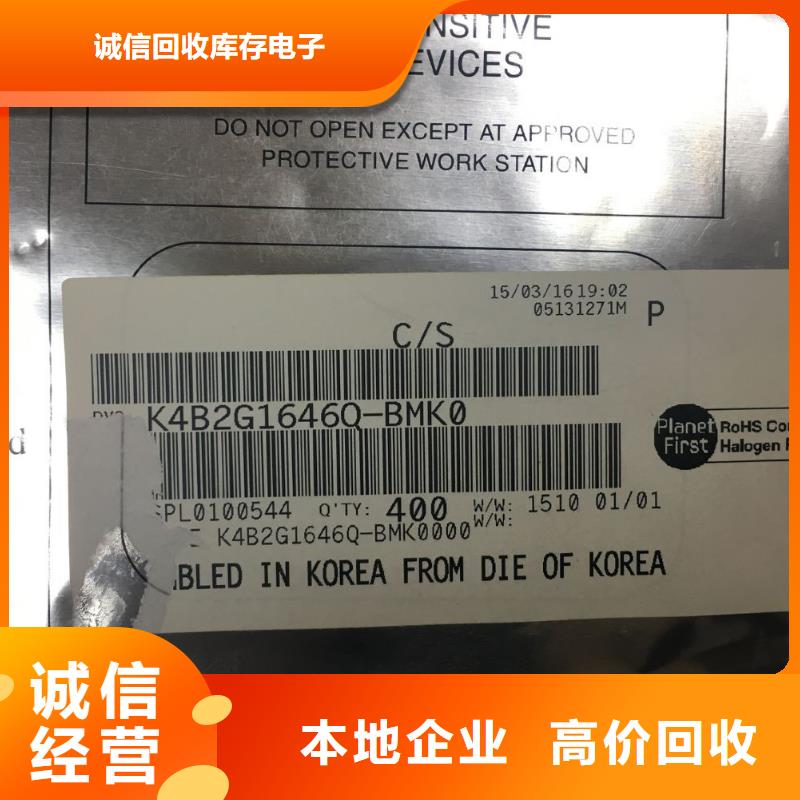 诚信回收库存电子
NSITIVE
EVICES
DO NOT OPEN EXCEPT AT APPROVED
PROTECTIVE WORK STATION
15/03/16 19:02
05131271M
P
C/S
K4B2G1646Q-BMK0
Planet
First
RoHS Co
Halogen
PL0100544 Q'TY: 400 W/W: 1510 01/01
W/W:
K4B2G1646Q-BMK0000
BLED IN KOREA FROM DIE OF KOREA
d
诚信
经营
本地企业 高价回收